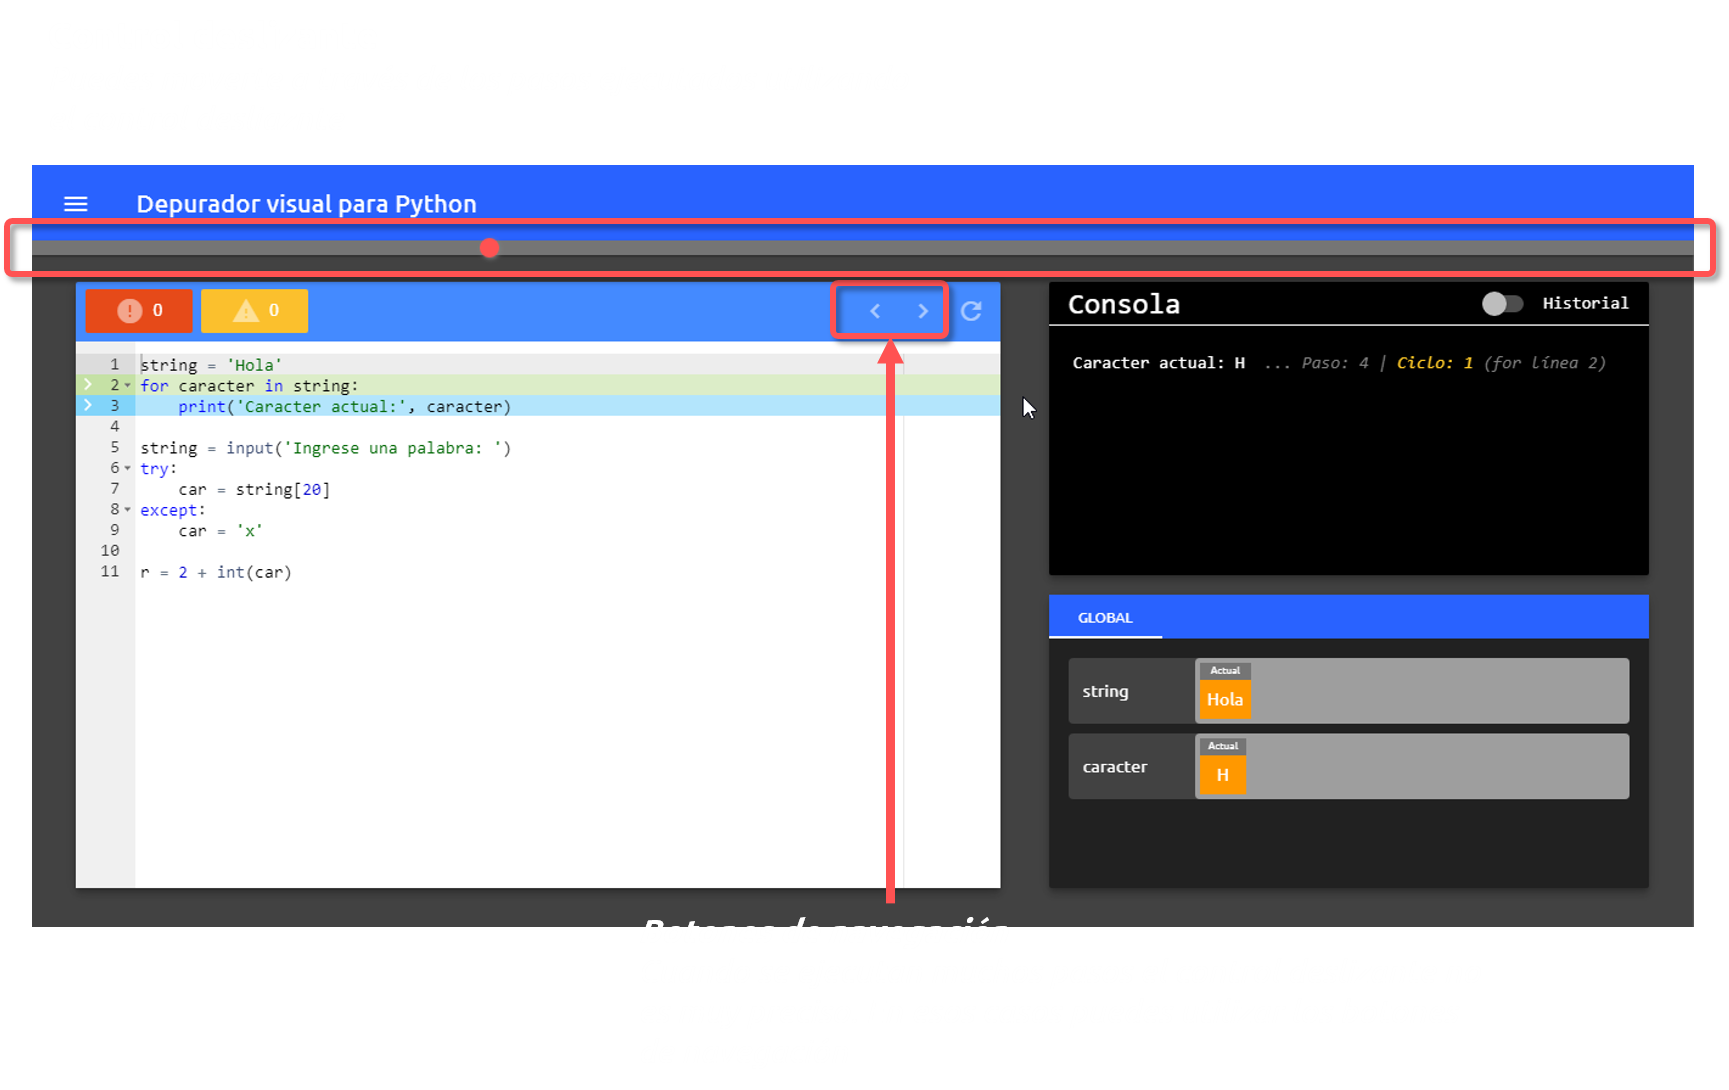 Depurador visual para Python
0
0
1 string = 'Hola'
2 for caracter in string:
3 print('Caracter actual:', caracter)
4
5 string = input('Ingrese una palabra: ')
6 try:
7 car = string[20]
8 except:
9 car = 'x'
10
11 r = 2 + int(car)
Consola
Historial
Caracter actual: H ... Paso: 4 | Ciclo: 1 (for línea 2)
GLOBAL
string
Actual
Hola
caracter
Actual
H